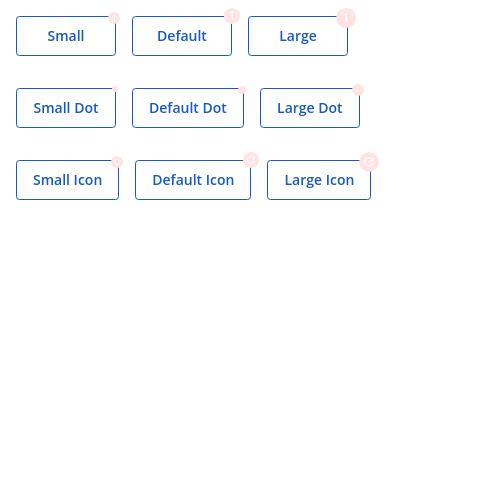 Small 1
Default 1
Large 1
Small Dot
Default Dot
Large Dot
Small Icon
Default Icon
Large Icon